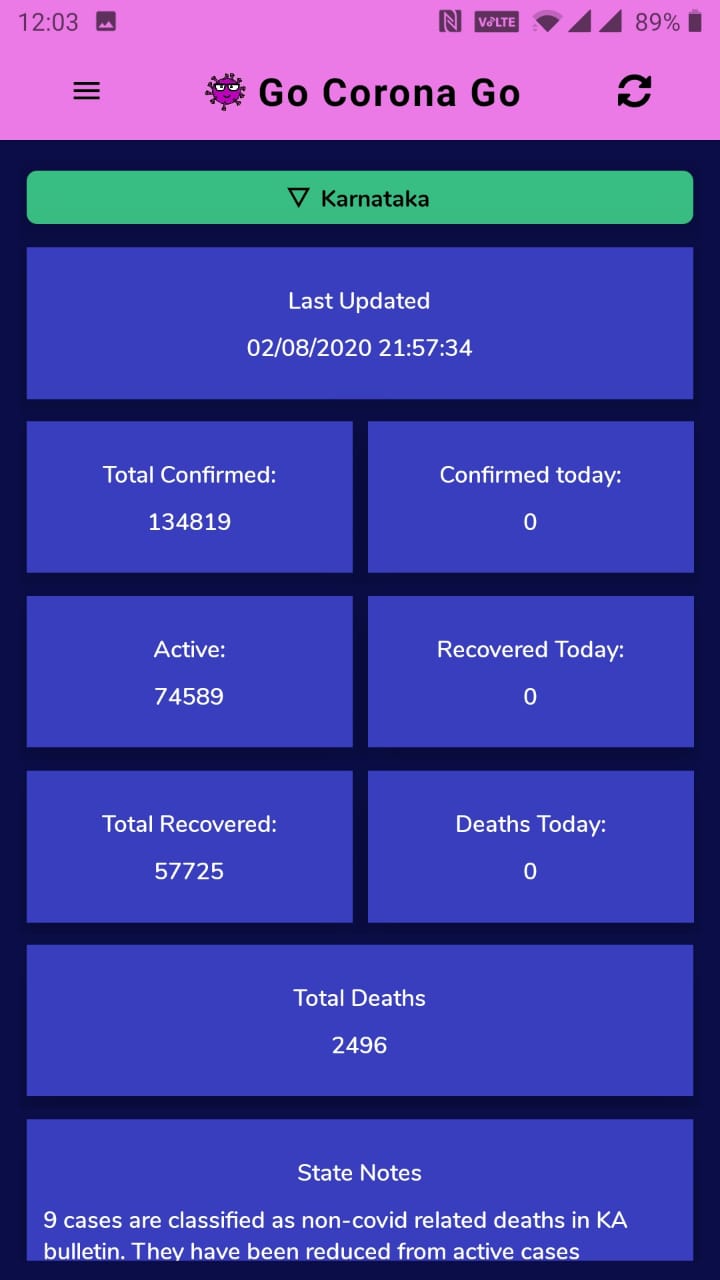 12:03 VoLTE 89%
Go Corona Go
Karnataka
Last Updated
02/08/2020 21:57:34
Total Confirmed: Confirmed today:
134819 0
Active: Recovered Today:
74589 0
Total Recovered: Deaths Today:
57725 0
Total Deaths
2496
State Notes
9 cases are classified as non-covid related deaths in KA
bulletin. They have been reduced from active cases